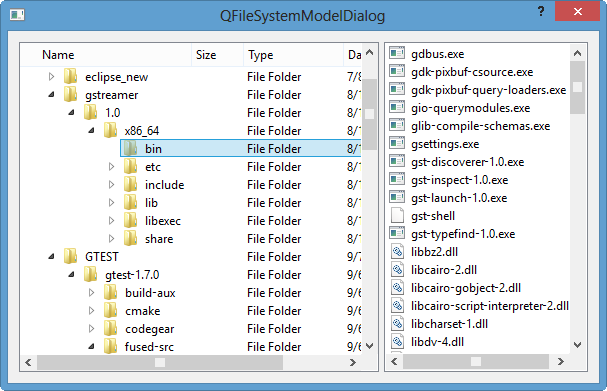 QFileSystemModelDialog
?
Name Size Type Da
eclipse_new File Folder 7/8
gstreamer File Folder 8/1
1.0 File Folder 8/1
x86_64 File Folder 8/1
bin File Folder 8/1
etc File Folder 8/1
include File Folder 8/1
lib File Folder 8/1
libexec File Folder 8/1
share File Folder 8/1
GTEST File Folder 9/7
gtest-1.7.0 File Folder 9/6
build-aux File Folder 9/6
cmake File Folder 9/6
codegear File Folder 9/6
fused-src File Folder 9/6
gdbus.exe
gdk-pixbuf-csource.exe
gdk-pixbuf-query-loaders.exe
gio-querymodules.exe
glib-compile-schemas.exe
gsettings.exe
gst-discoverer-1.0.exe
gst-inspect-1.0.exe
gst-launch-1.0.exe
gst-shell
gst-typefind-1.0.exe
libbz2.dll
libcairo-2.dll
libcairo-gobject-2.dll
libcairo-script-interpreter-2.dll
libcharset-1.dll
libdv-4.dll